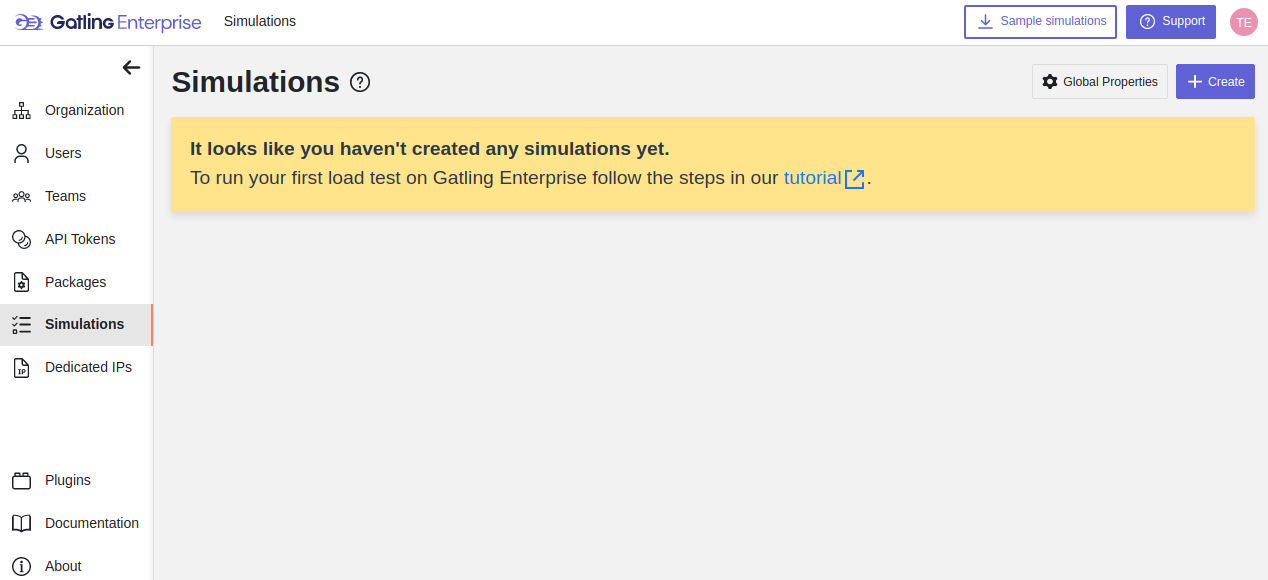 Gatling Enterprise
Simulations
Sample simulations
Support
TE
Organization
Users
Teams
API Tokens
Packages
Simulations
IP
Dedicated IPs
Plugins
Documentation
About
Simulations
Global Properties
Create
It looks like you haven't created any simulations yet.
To run your first load test on Gatling Enterprise follow the steps in our tutorial.